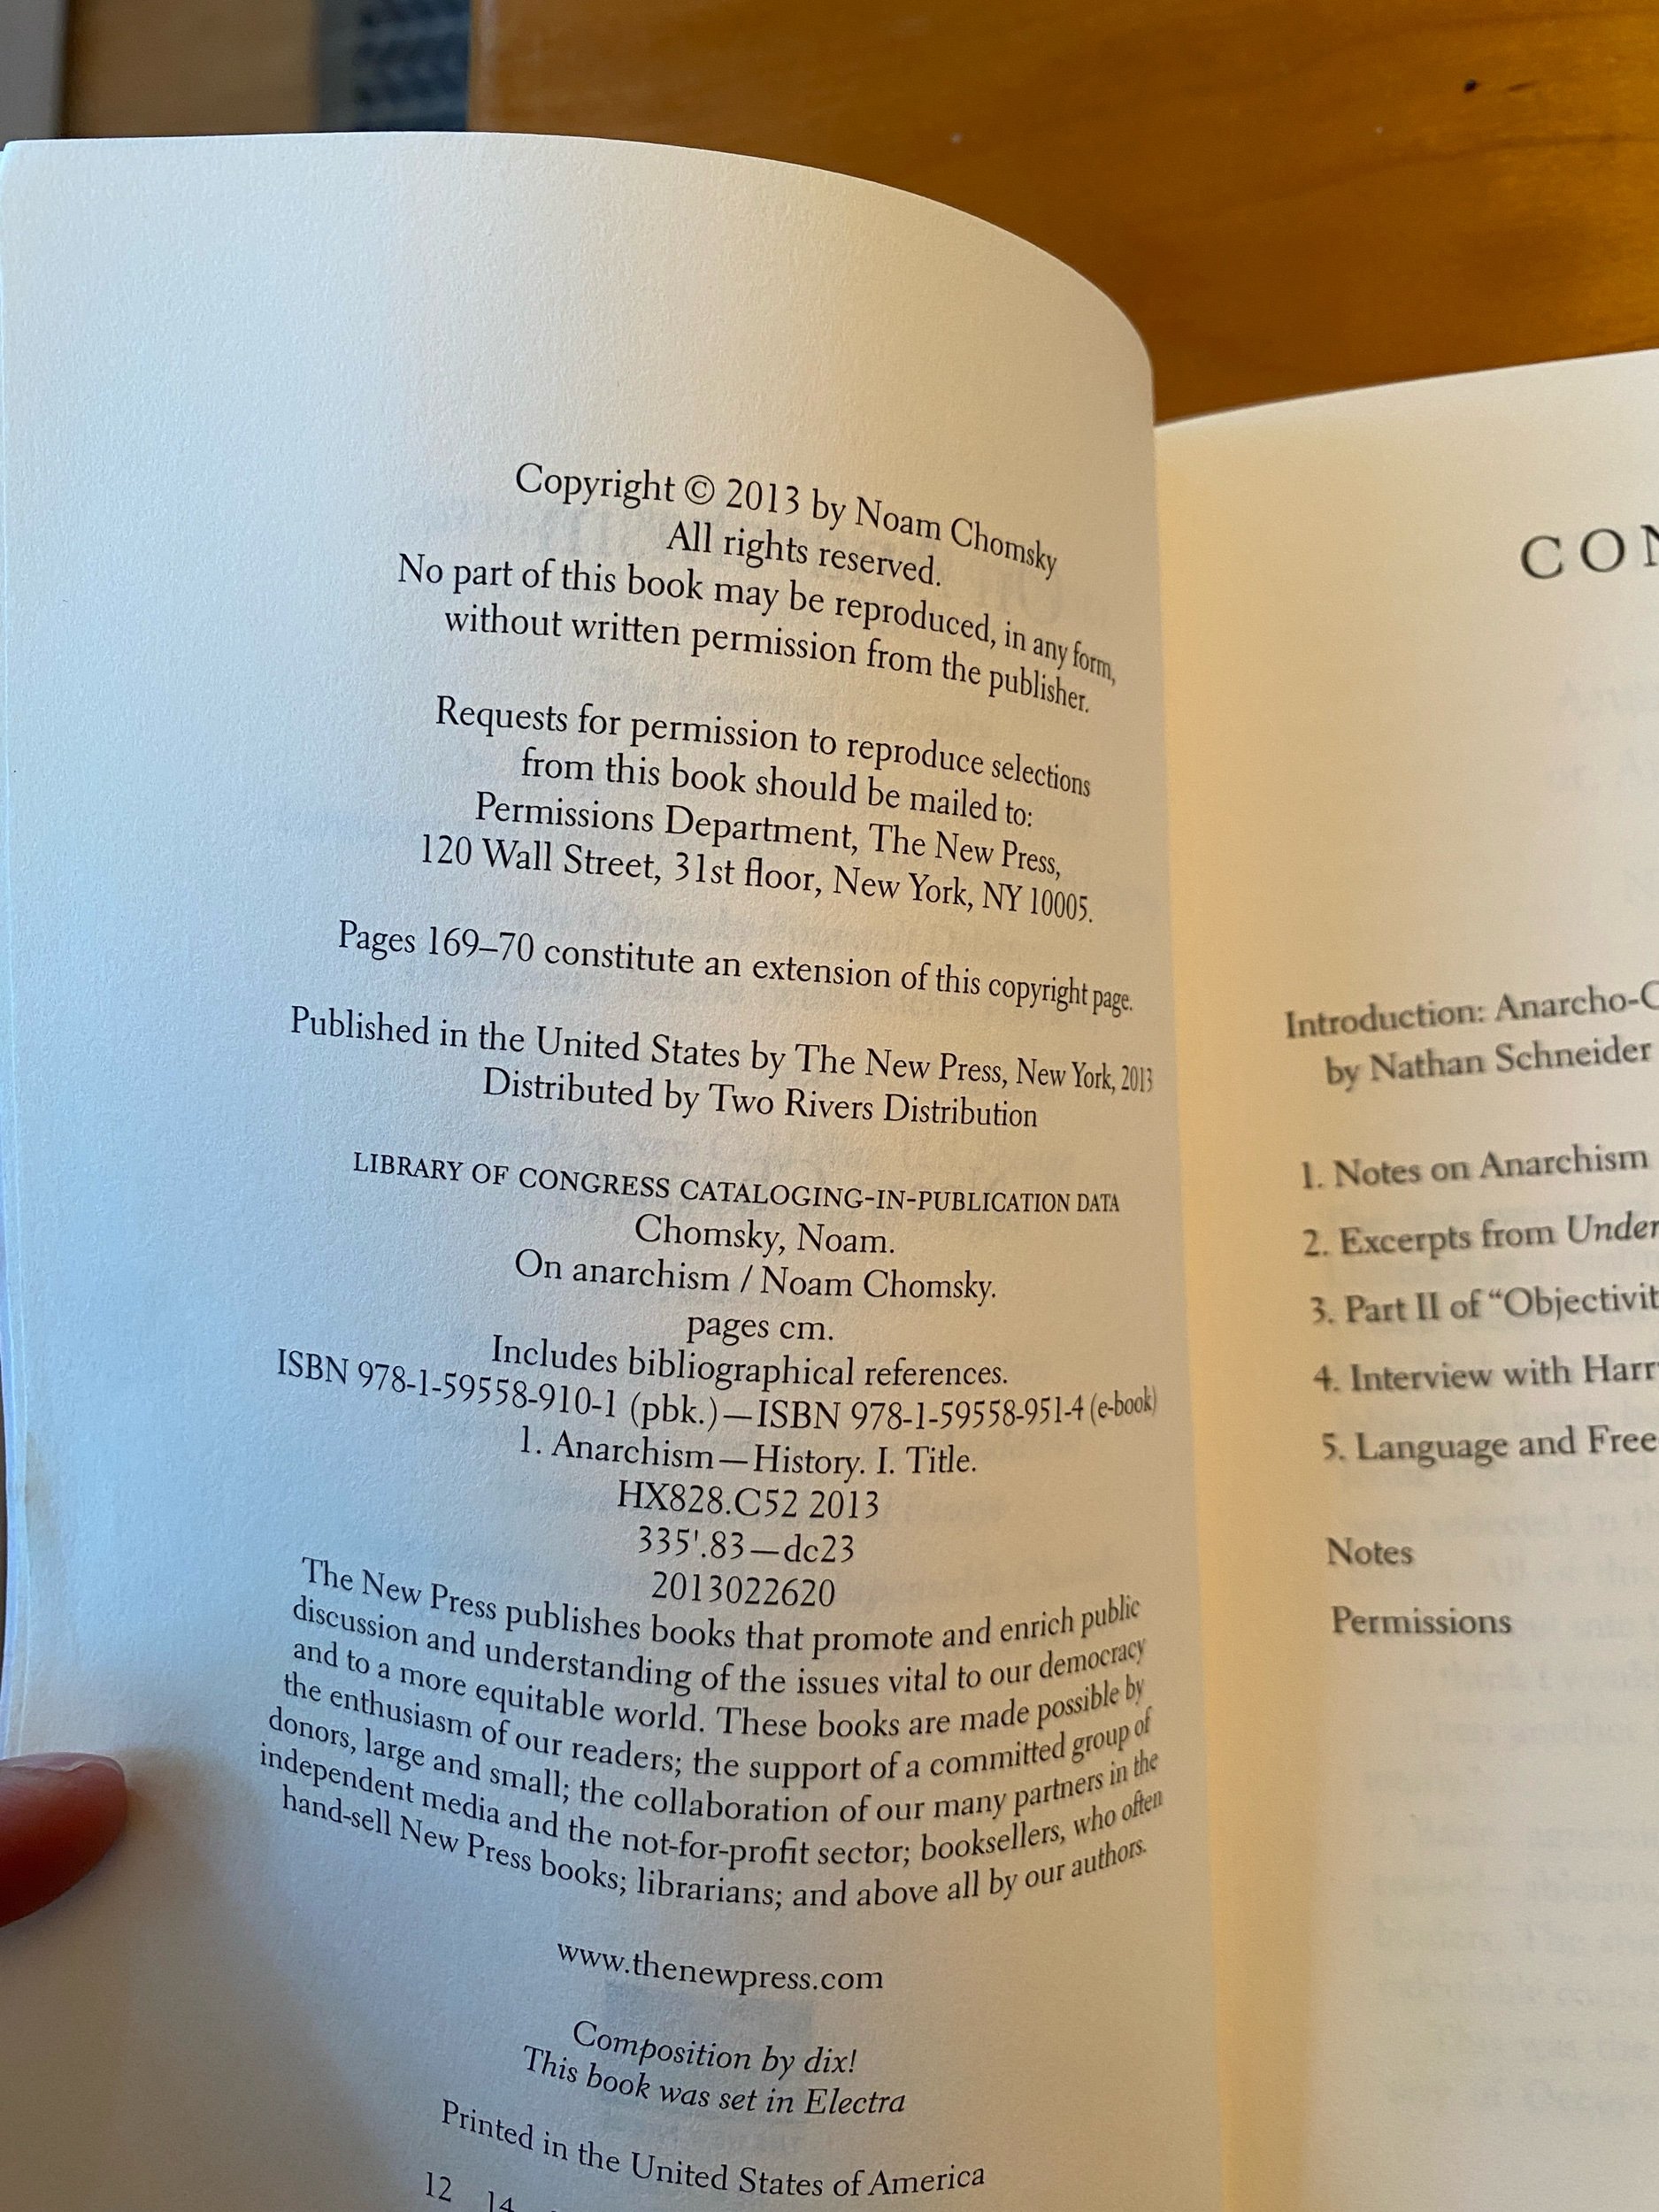 Copyright © 2013 by Noam Chomsky
All rights reserved.
No part of this book may be reproduced, in any form,
without written permission from the publisher.
Requests for permission to reproduce selections
from this book should be mailed to:
Permissions Department, The New Press,
120 Wall Street, 31st floor, New York, NY 10005.
Pages 169–70 constitute an extension of this copyright page.
Published in the United States by The New Press, New York, 2013
Distributed by Two Rivers Distribution
LIBRARY OF CONGRESS CATALOGING-IN-PUBLICATION DATA
Chomsky, Noam.
On anarchism / Noam Chomsky.
pages cm.
Includes bibliographical references.
ISBN 978-1-59558-910-1 (pbk.)—ISBN 978-1-59558-951-4 (e-book)
1. Anarchism—History. I. Title.
HX828.C52 2013
335'.83—dc23
2013022620
The New Press publishes books that promote and enrich public
discussion and understanding of the issues vital to our democracy
and to a more equitable world. These books are made possible by
the enthusiasm of our readers; the support of a committed group of
donors, large and small; the collaboration of our many partners in the
independent media and the not-for-profit sector; booksellers, who often
hand-sell New Press books; librarians; and above all by our authors.
www.thenewpress.com
Composition by dix!
This book was set in Electra
Printed in the United States of America
12 14
CON
Introduction: Anarcho-C
by Nathan Schneider
1. Notes on Anarchism
2. Excerpts from Under
3. Part II of “Objectivit
4. Interview with Harr
5. Language and Free
Notes
Permissions